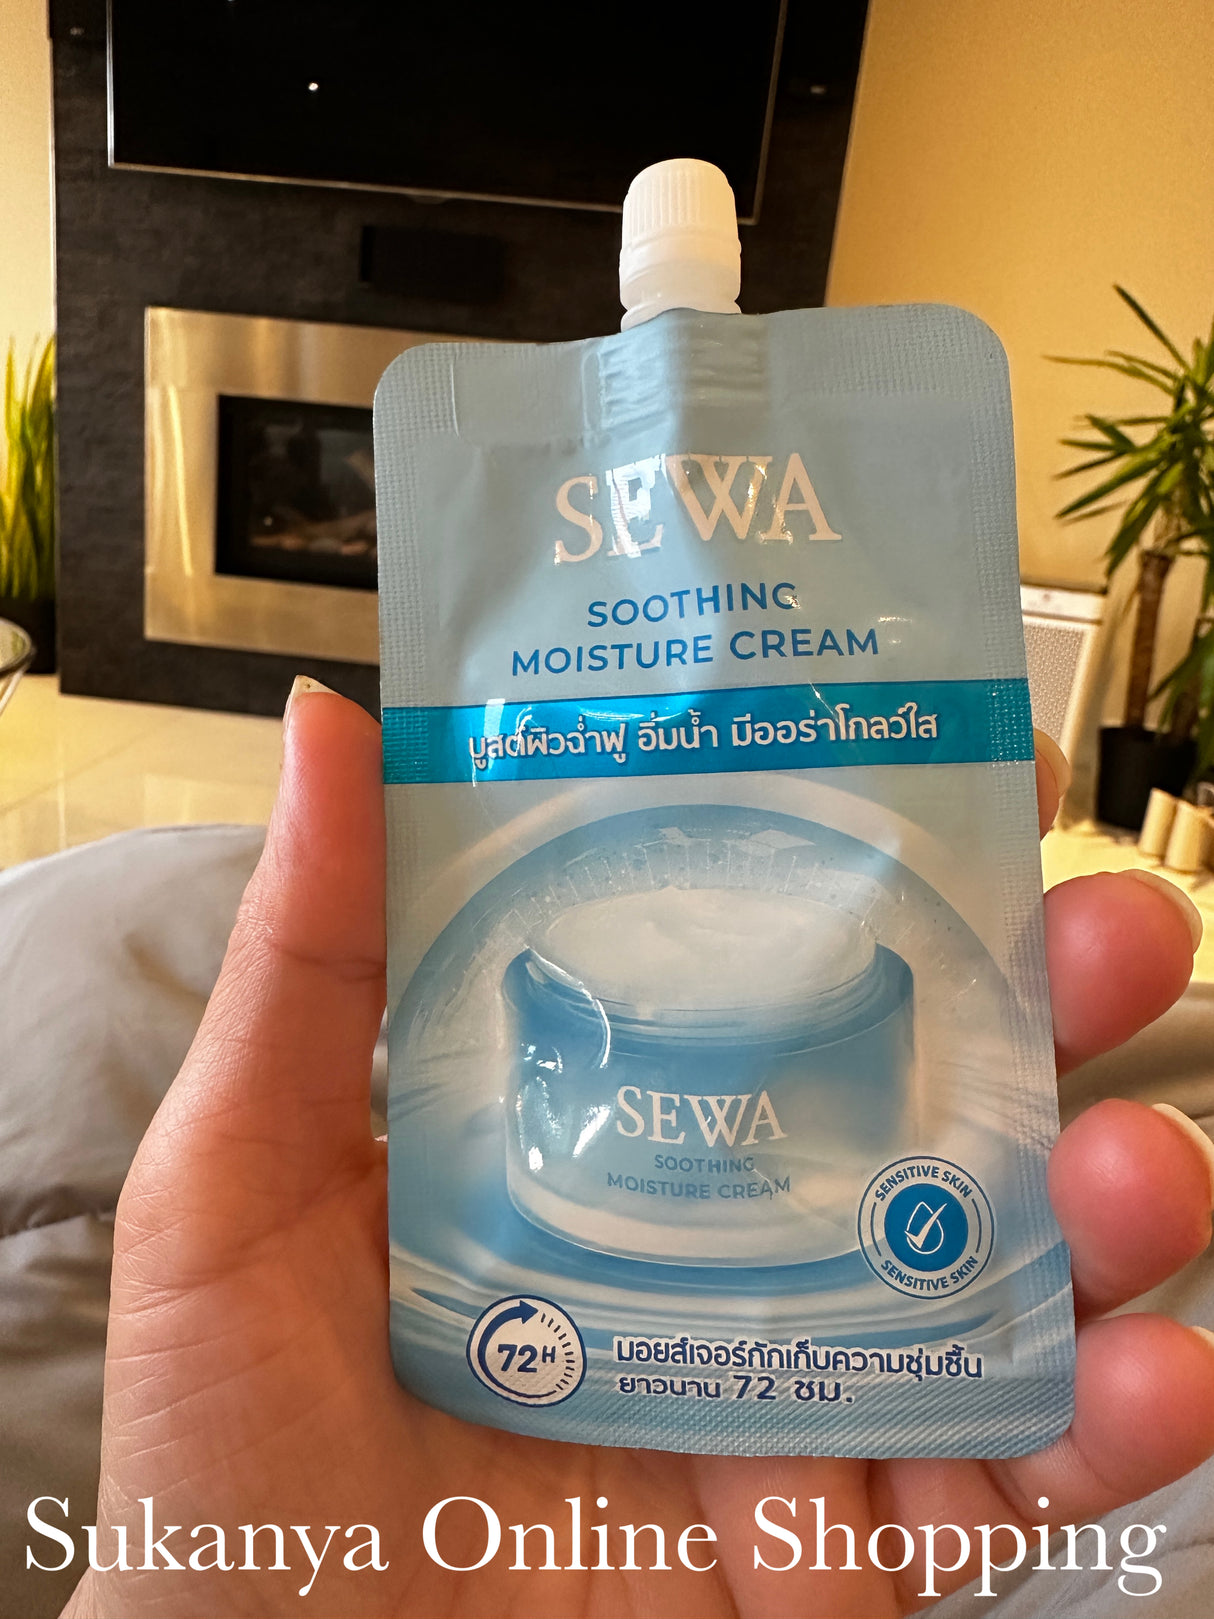 SEWA
SOOTHING
MOISTURE CREAM
บูสต์ผิวฉ่ำฟู อิ่มน้ำ มีออร่าโกลว์ใส
SEWA
SOOTHING
MOISTURE CREAM
SENSITIVE SKIN
SENSITIVE SKIN
72H
มอยส์เจอร์กักเก็บความชุ่มชื้น
ยาวนาน 72 ชม.
Sukanya Online Shopping